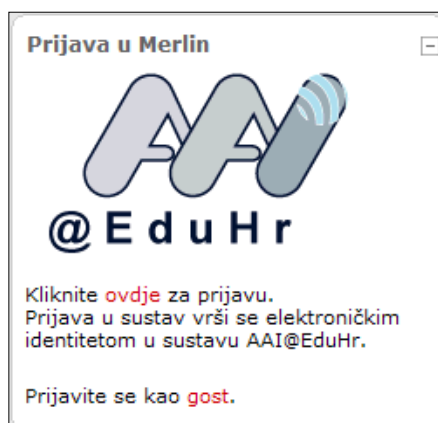 Prijava u Merlin
AAI
@EduHr
Kliknite ovdje za prijavu.
Prijava u sustav vrši se elektroničkim
identitetom u sustavu AAI@EduHr.
Prijavite se kao gost.